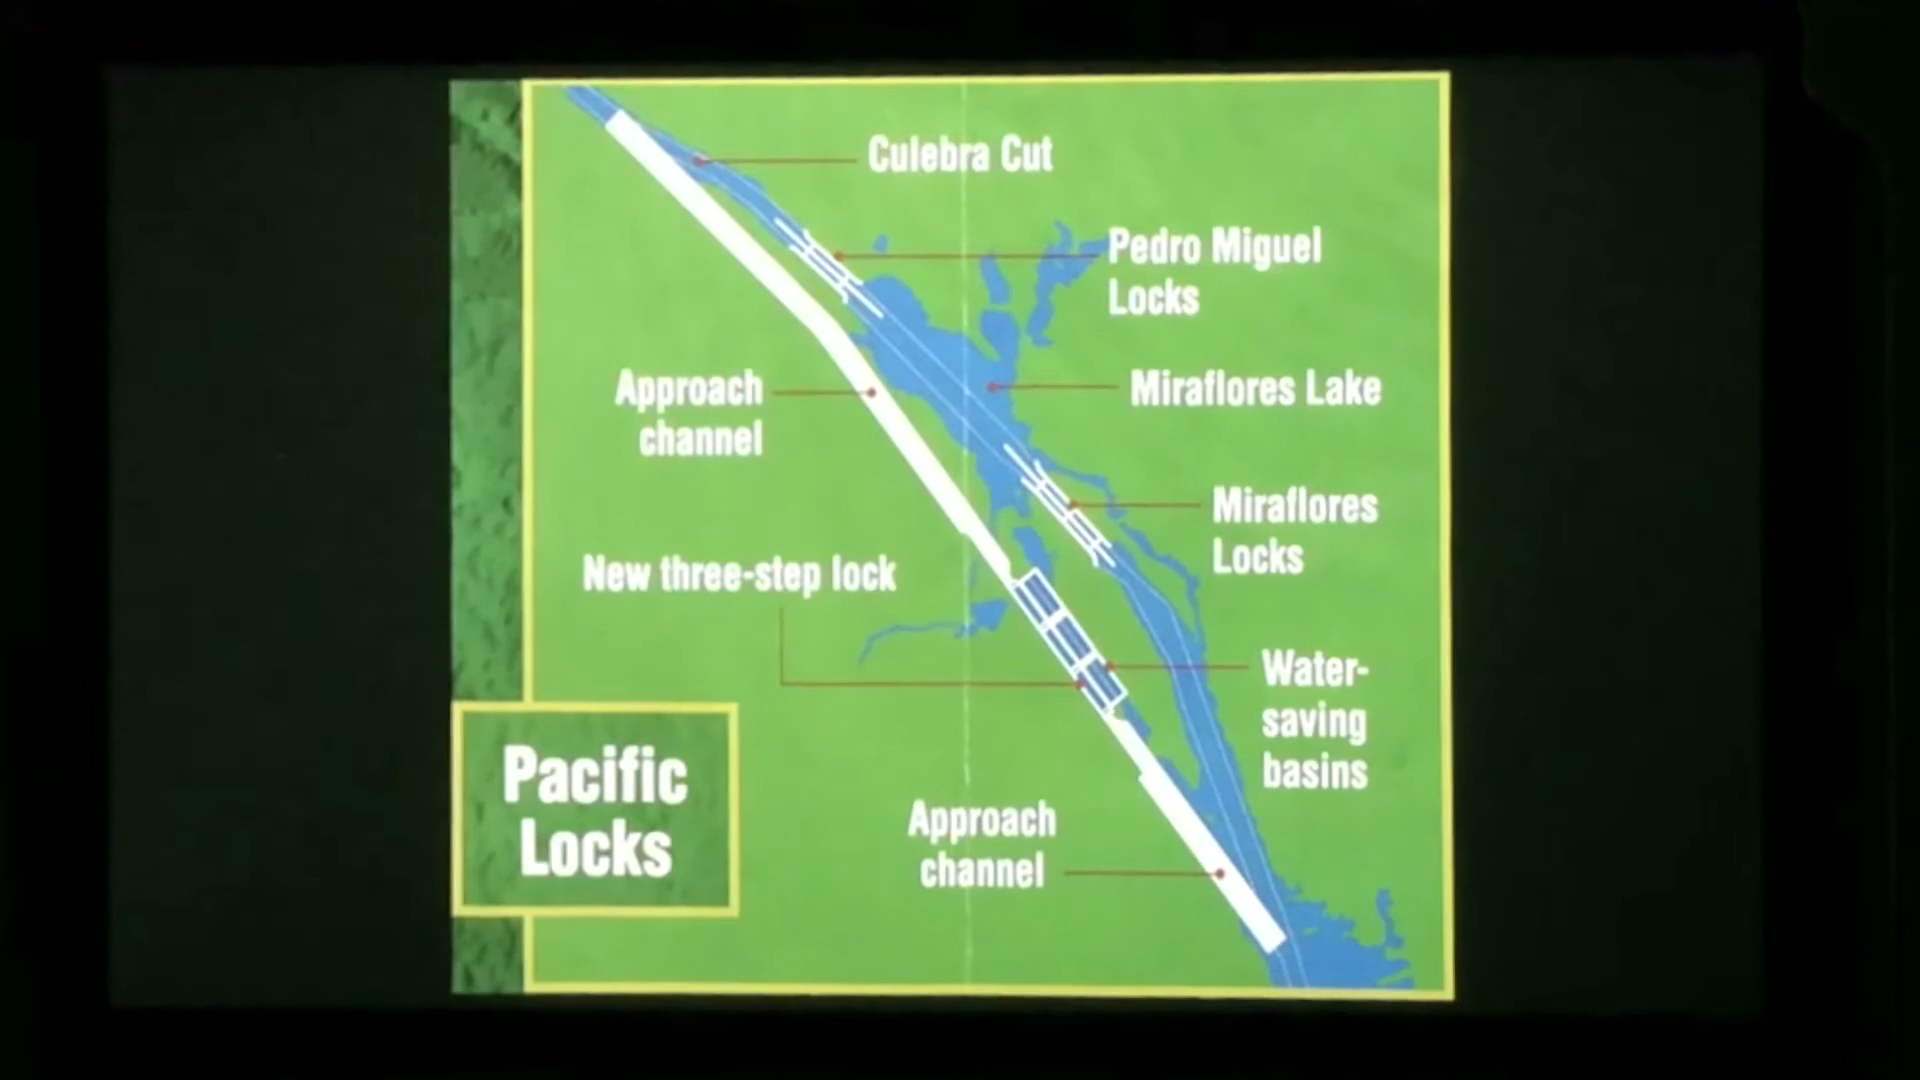 Culebra Cut
Pedro Miguel
Locks
Approach
channel
Miraflores Lake
Miraflores
Locks
New three-step lock
Water-
saving
basins
Pacific
Locks
Approach
channel